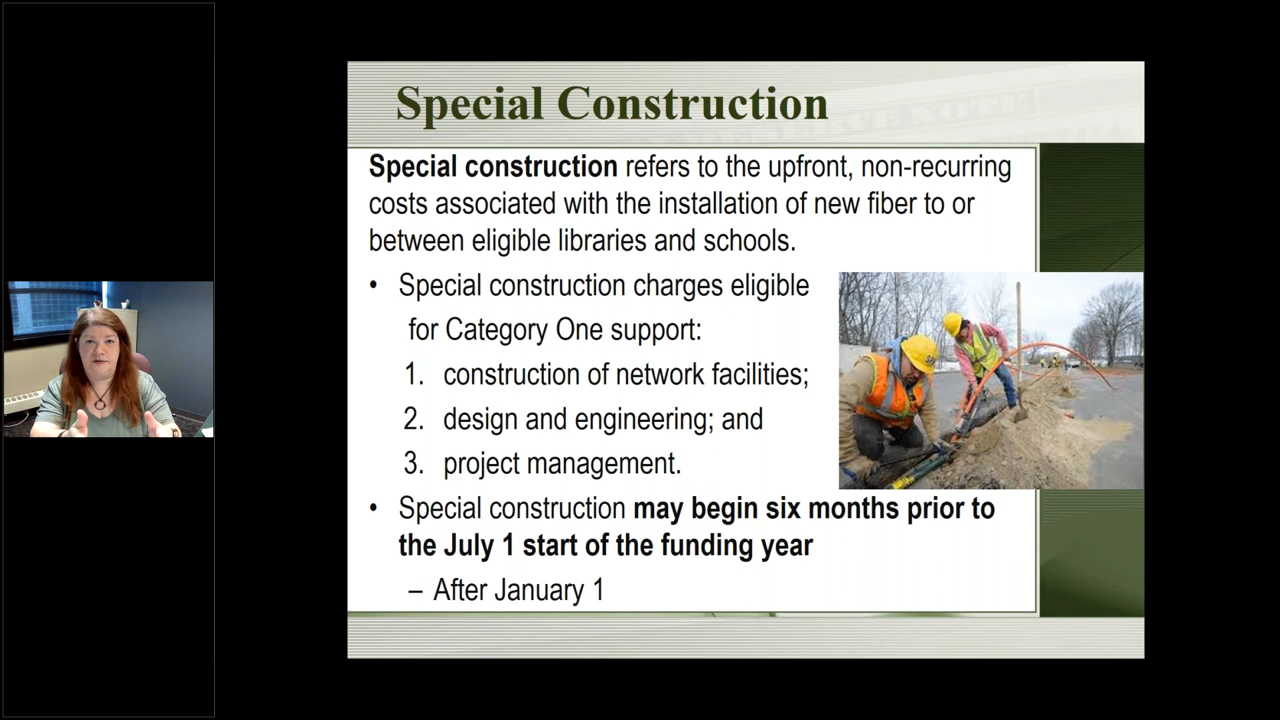 Special Construction
Special construction refers to the upfront, non-recurring
costs associated with the installation of new fiber to or
between eligible libraries and schools.
• Special construction charges eligible
for Category One support:
1. construction of network facilities;
2. design and engineering; and
3. project management.
• Special construction may begin six months prior to
the July 1 start of the funding year
– After January 1